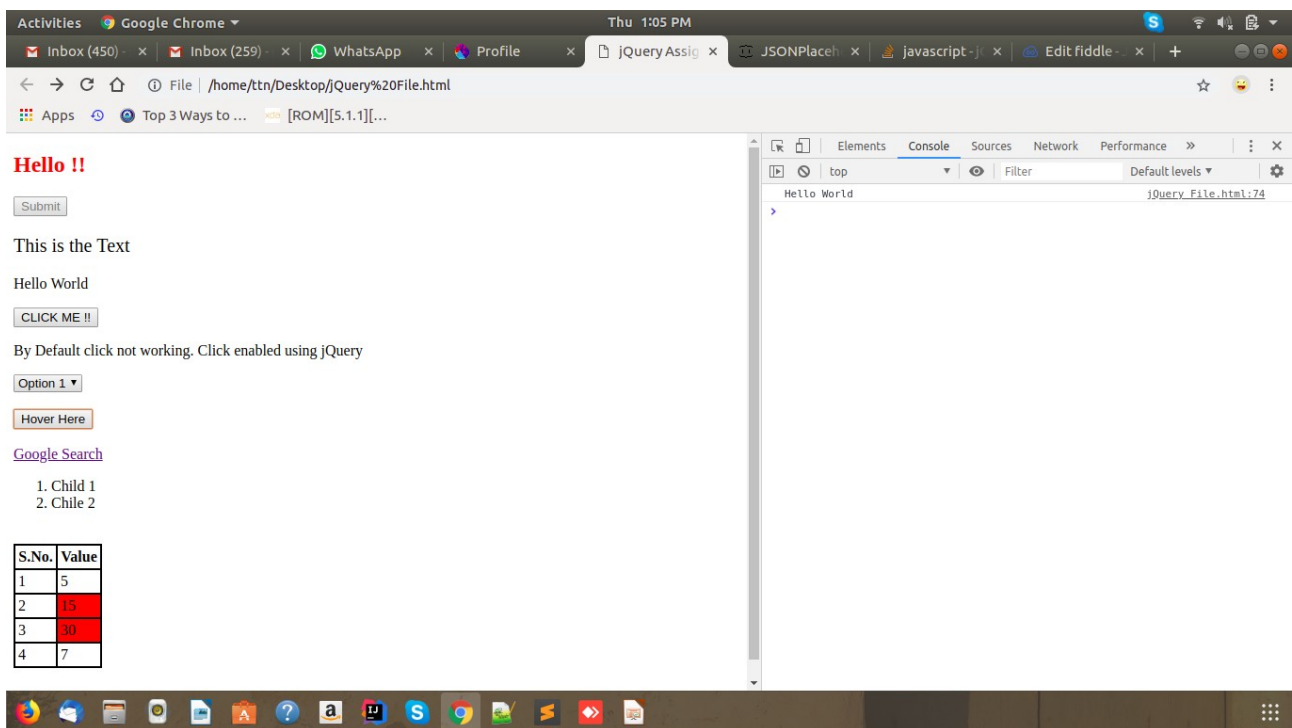 Activities Google Chrome Thu 1:05 PM
Inbox (450) - Inbox (259) - WhatsApp Profile jQuery Assig JSONPlaceh javascript - j Edit fiddle -
File | /home/ttn/Desktop/jQuery%20File.html
Apps Top 3 Ways to ... [ROM][5.1.1][...
Elements Console Sources Network Performance »
top Filter Default levels
Hello World jQuery File.html:74
>
Hello !!
Submit
This is the Text
Hello World
CLICK ME !!
By Default click not working. Click enabled using jQuery
Option 1
Hover Here
Google Search
1. Child 1
2. Chile 2
S.No. Value
1 5
2 15
3 30
4 7